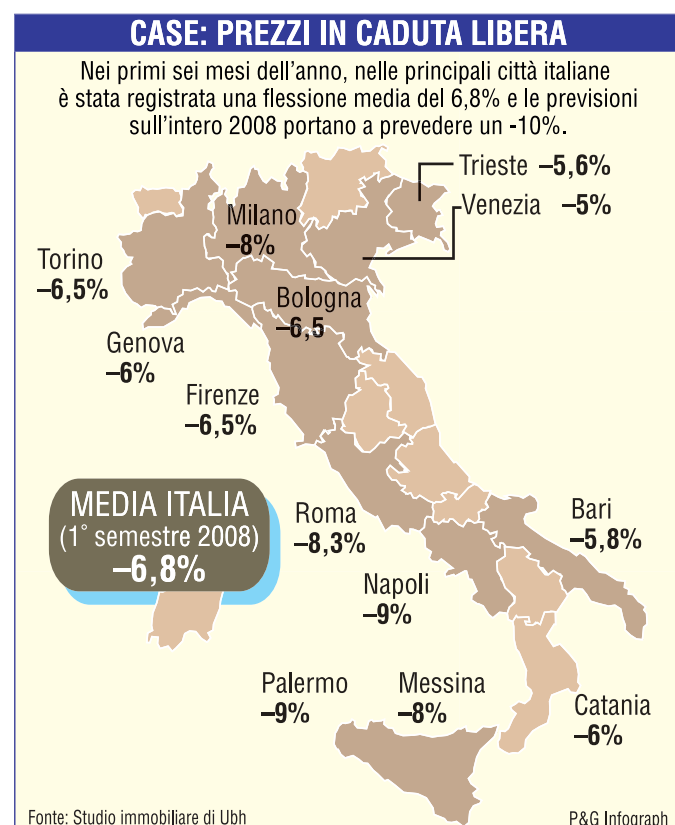 CASE: PREZZI IN CADUTA LIBERA
Nei primi sei mesi dell'anno, nelle principali città italiane
è stata registrata una flessione media del 6,8% e le previsioni
sull'intero 2008 portano a prevedere un -10%.
Trieste –5,6%
Venezia –5%
Milano
–8%
Torino
–6,5%
Bologna
–6,5
Genova
–6%
Firenze
–6,5%
MEDIA ITALIA
(1° semestre 2008)
–6,8%
Roma
–8,3%
Bari
–5,8%
Napoli
–9%
Palermo
–9%
Messina
–8%
Catania
–6%
Fonte: Studio immobiliare di Ubh
P&G Infograph